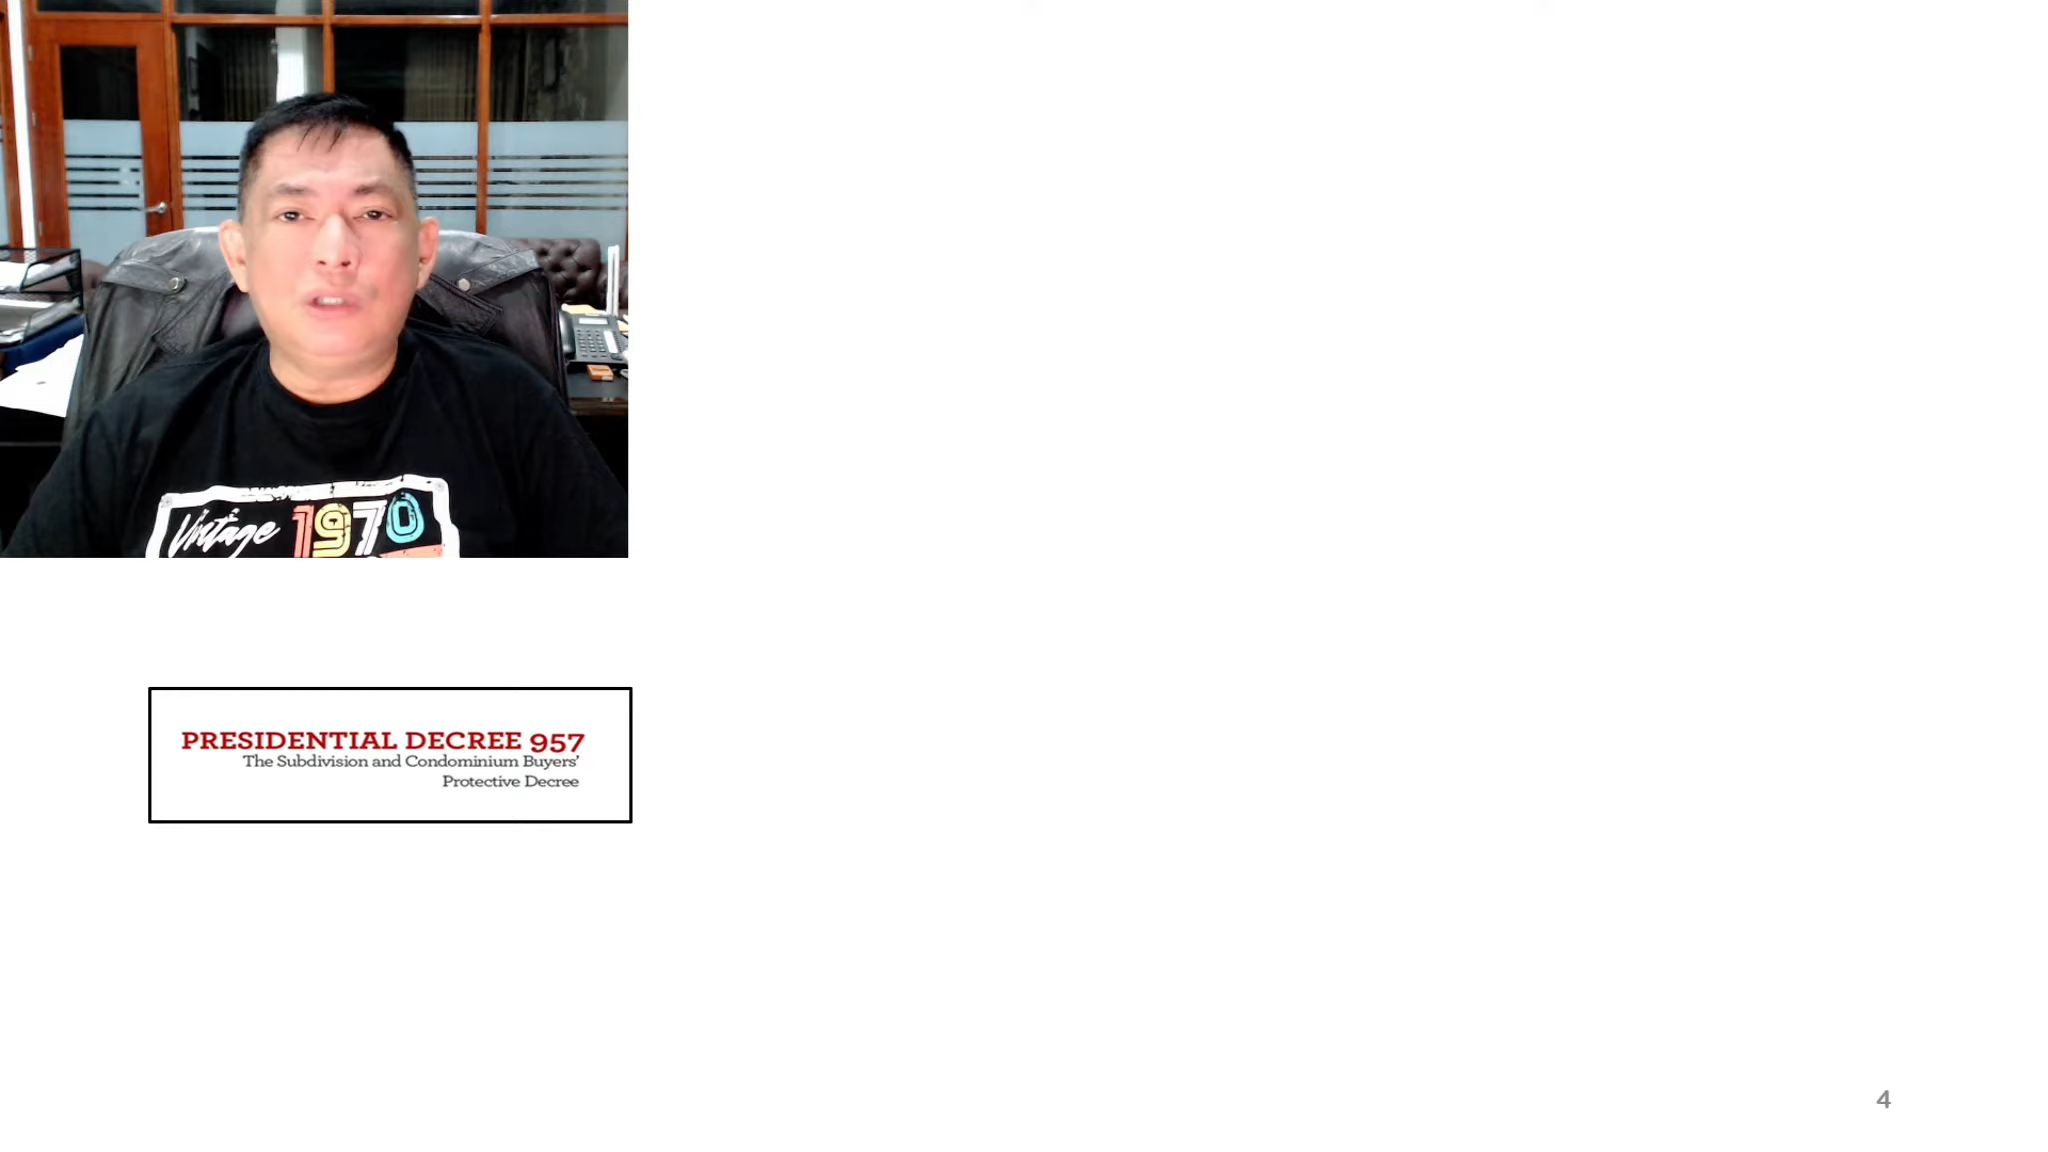 Vintage 1970
PRESIDENTIAL DECREE 957
The Subdivision and Condominium Buyers'
Protective Decree
4